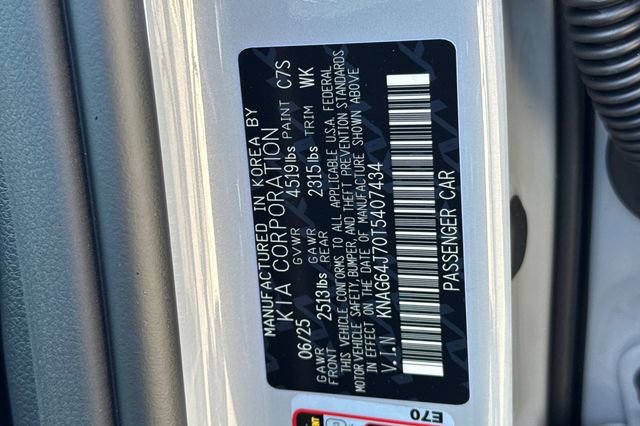 MANUFACTURED IN KOREA BY
KIA CORPORATION
06/25 GVWR 4519lbs PAINT C7S
GAWR FRONT 2513lbs GAWR REAR 2315lbs TRIM WK
THIS VEHICLE CONFORMS TO ALL APPLICABLE U.S.A. FEDERAL
MOTOR VEHICLE SAFETY, BUMPER, AND THEFT PREVENTION STANDARDS
IN EFFECT ON THE DATE OF MANUFACTURE SHOWN ABOVE
V.I.N KNAG64J70T5407434
PASSENGER CAR
E70